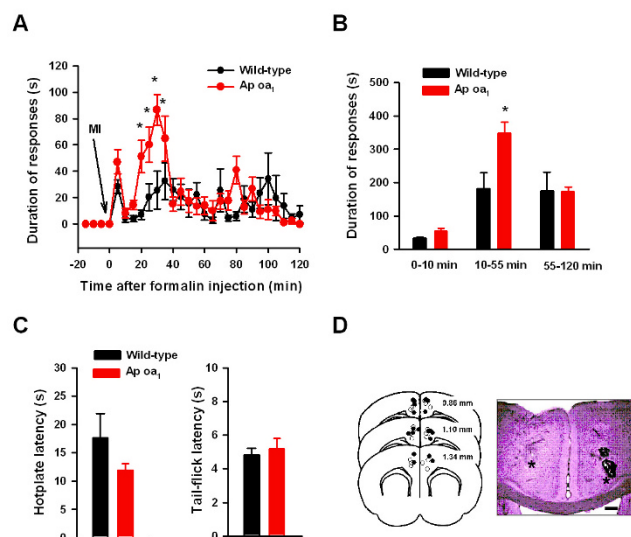 A
Duration of responses (s)
120
100
80
60
40
20
0
MI
Wild-type
Ap oa1
*
*
*
*
-20 0 20 40 60 80 100 120
Time after formalin injection (min)
B
Duration of responses (s)
500
400
300
200
100
0
Wild-type
Ap oa1
*
0-10 min 10-55 min 55-120 min
C
Hotplate latency (s)
30
25
20
15
10
5
0
Wild-type
Ap oa1
Tail-flick latency (s)
10
8
6
4
2
0
D
0.86 mm
1.10 mm
1.34 mm
*
*